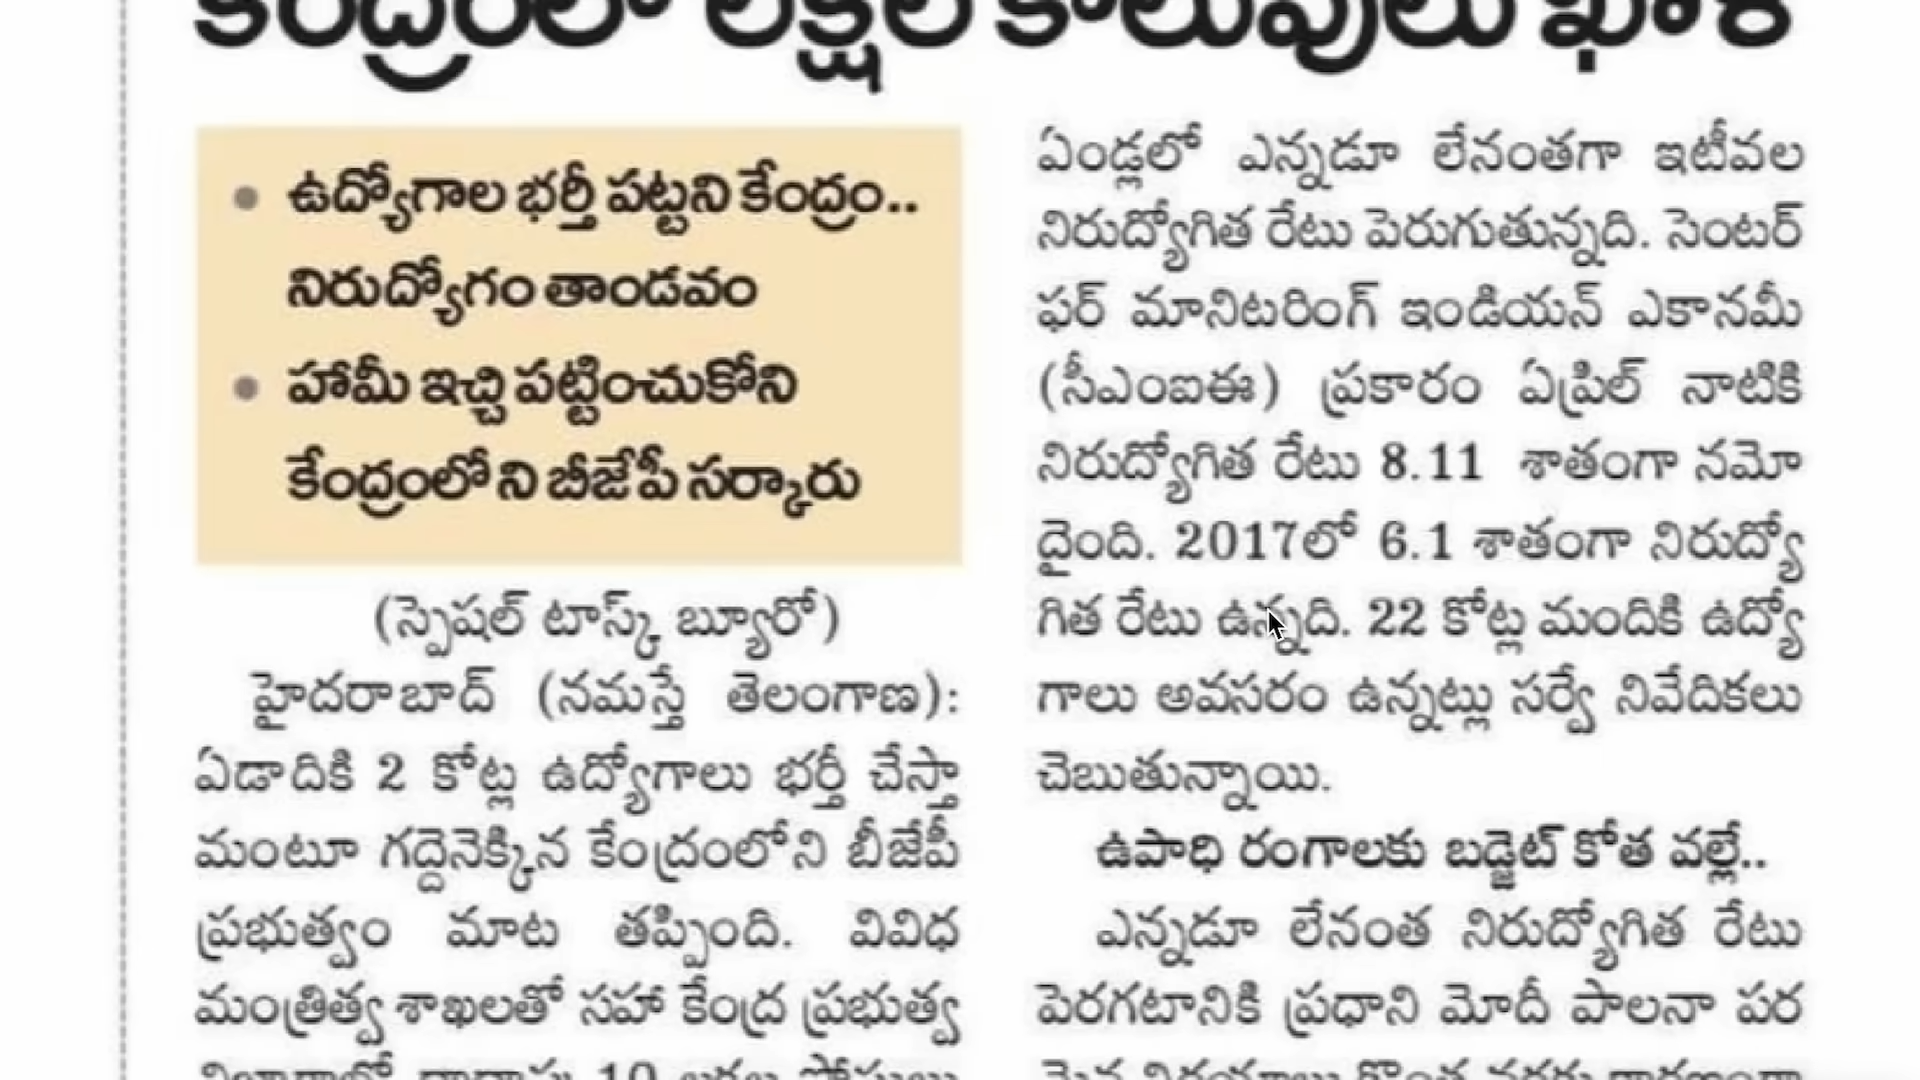 కేంద్రంలో లక్షల కొలువులు ఖాళీ
• ఉద్యోగాల భర్తీ పట్టని కేంద్రం..
నిరుద్యోగం తాండవం
• హామీ ఇచ్చి పట్టించుకోని
కేంద్రంలోని బీజేపీ సర్కారు
(స్పెషల్ టాస్క్ బ్యూరో)
హైదరాబాద్ (నమస్తే తెలంగాణ):
ఏడాదికి 2 కోట్ల ఉద్యోగాలు భర్తీ చేస్తా
మంటూ గద్దెనెక్కిన కేంద్రంలోని బీజేపీ
ప్రభుత్వం మాట తప్పింది. వివిధ
మంత్రిత్వ శాఖలతో సహా కేంద్ర ప్రభుత్వ
ఏండ్లలో ఎన్నడూ లేనంతగా ఇటీవల
నిరుద్యోగిత రేటు పెరుగుతున్నది. సెంటర్
ఫర్ మానిటరింగ్ ఇండియన్ ఎకానమీ
(సీఎంఐఈ) ప్రకారం ఏప్రిల్ నాటికి
నిరుద్యోగిత రేటు 8.11 శాతంగా నమో
దైంది. 2017లో 6.1 శాతంగా నిరుద్యో
గిత రేటు ఉన్నది. 22 కోట్ల మందికి ఉద్యో
గాలు అవసరం ఉన్నట్లు సర్వే నివేదికలు
చెబుతున్నాయి.
ఉపాధి రంగాలకు బడ్జెట్ కోత వల్లే..
ఎన్నడూ లేనంత నిరుద్యోగిత రేటు
పెరగటానికి ప్రధాని మోదీ పాలనా పర